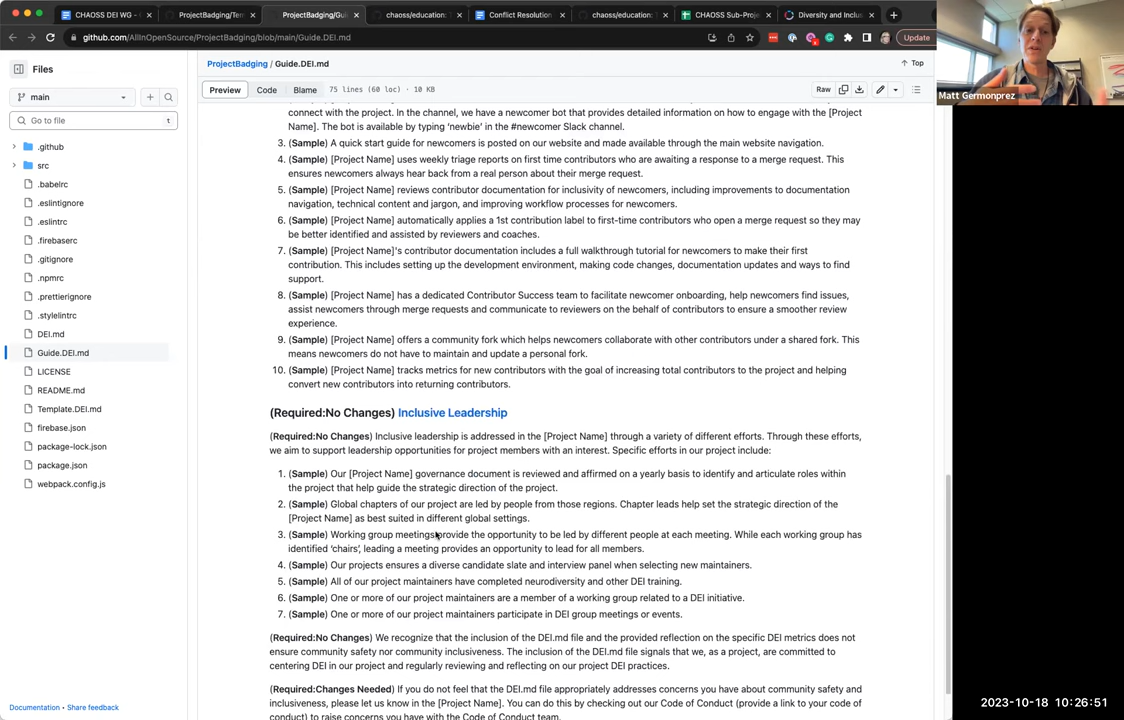 CHAOSS DEI WG -
ProjectBadging/Tem
ProjectBadging/Gui
chaoss/education:
Conflict Resolution
chaoss/education:
CHAOSS Sub-Proje
Diversity and Inclus
github.com/AllInOpenSource/ProjectBadging/blob/main/Guide.DEI.md
Update
Matt Germonprez
Files
main
Go to file
t
.github
src
.babelrc
.eslintignore
.eslintrc
.firebaserc
.gitignore
.npmrc
.prettierignore
.stylelintrc
DEI.md
Guide.DEI.md
LICENSE
README.md
Template.DEI.md
firebase.json
package-lock.json
package.json
webpack.config.js
Documentation • Share feedback
ProjectBadging / Guide.DEI.md
Top
Preview Code Blame 75 lines (60 loc) · 10 KB
Raw
connect with the project. In the channel, we have a newcomer bot that provides detailed information on how to engage with the [Project
Name]. The bot is available by typing 'newbie' in the #newcomer Slack channel.
3. (Sample) A quick start guide for newcomers is posted on our website and made available through the main website navigation.
4. (Sample) [Project Name] uses weekly triage reports on first time contributors who are awaiting a response to a merge request. This
ensures newcomers always hear back from a real person about their merge request.
5. (Sample) [Project Name] reviews contributor documentation for inclusivity of newcomers, including improvements to documentation
navigation, technical content and jargon, and improving workflow processes for newcomers.
6. (Sample) [Project Name] automatically applies a 1st contribution label to first-time contributors who open a merge request so they may
be better identified and assisted by reviewers and coaches.
7. (Sample) [Project Name]'s contributor documentation includes a full walkthrough tutorial for newcomers to make their first
contribution. This includes setting up the development environment, making code changes, documentation updates and ways to find
support.
8. (Sample) [Project Name] has a dedicated Contributor Success team to facilitate newcomer onboarding, help newcomers find issues,
assist newcomers through merge requests and communicate to reviewers on the behalf of contributors to ensure a smoother review
experience.
9. (Sample) [Project Name] offers a community fork which helps newcomers collaborate with other contributors under a shared fork. This
means newcomers do not have to maintain and update a personal fork.
10. (Sample) [Project Name] tracks metrics for new contributors with the goal of increasing total contributors to the project and helping
convert new contributors into returning contributors.
(Required:No Changes) Inclusive Leadership
(Required:No Changes) Inclusive leadership is addressed in the [Project Name] through a variety of different efforts. Through these efforts,
we aim to support leadership opportunities for project members with an interest. Specific efforts in our project include:
1. (Sample) Our [Project Name] governance document is reviewed and affirmed on a yearly basis to identify and articulate roles within
the project that help guide the strategic direction of the project.
2. (Sample) Global chapters of our project are led by people from those regions. Chapter leads help set the strategic direction of the
[Project Name] as best suited in different global settings.
3. (Sample) Working group meetings provide the opportunity to be led by different people at each meeting. While each working group has
identified 'chairs', leading a meeting provides an opportunity to lead for all members.
4. (Sample) Our projects ensures a diverse candidate slate and interview panel when selecting new maintainers.
5. (Sample) All of our project maintainers have completed neurodiversity and other DEI training.
6. (Sample) One or more of our project maintainers are a member of a working group related to a DEI initiative.
7. (Sample) One or more of our project maintainers participate in DEI group meetings or events.
(Required:No Changes) We recognize that the inclusion of the DEI.md file and the provided reflection on the specific DEI metrics does not
ensure community safety nor community inclusiveness. The inclusion of the DEI.md file signals that we, as a project, are committed to
centering DEI in our project and regularly reviewing and reflecting on our project DEI practices.
(Required:Changes Needed) If you do not feel that the DEI.md file appropriately addresses concerns you have about community safety and
inclusiveness, please let us know in the [Project Name]. You can do this by checking out our Code of Conduct (provide a link to your code of
conduct) to raise concerns you have with the Code of Conduct team.
2023-10-18 10:26:51